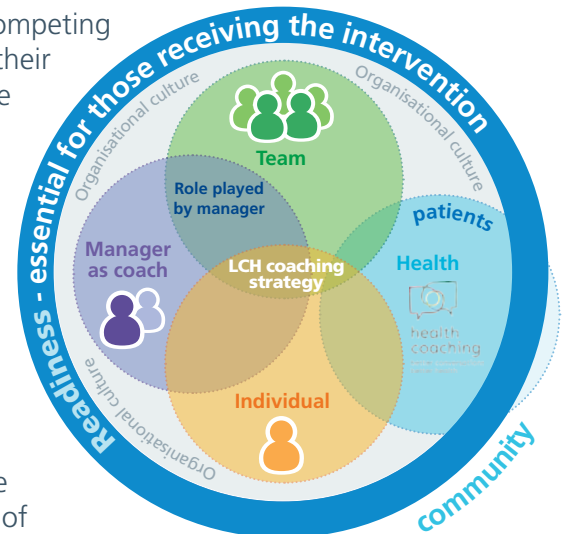 ompeting
their
e
Readiness - essential for those receiving the intervention
Organisational culture
Organisational culture
Team
Role played
by manager
patients
Manager
as coach
LCH coaching
strategy
Health
health
coaching
Individual
Organisational culture
community
e
of